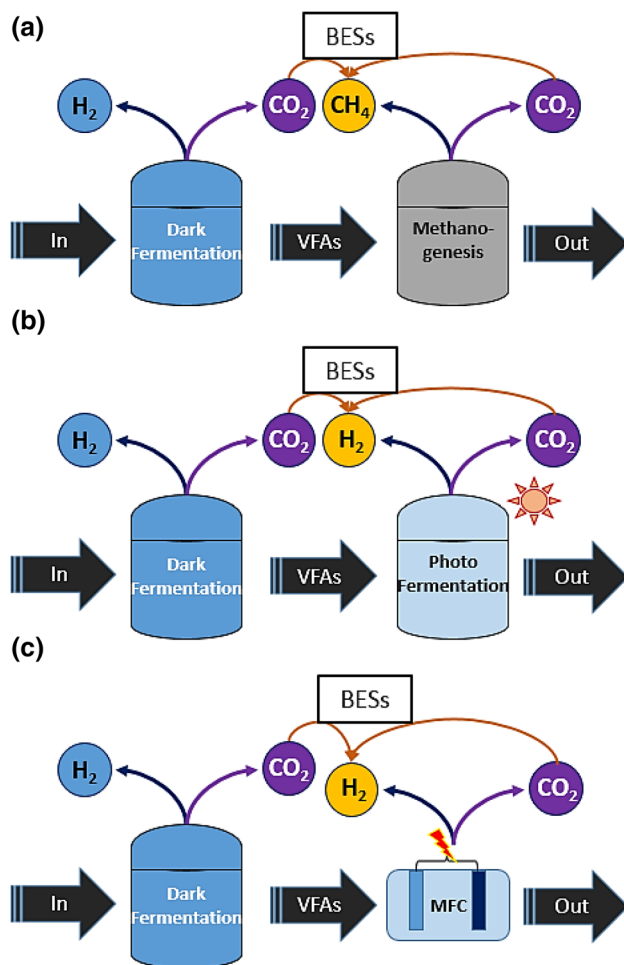 (a)
BESs
H₂
CO₂
CH₄
CO₂
In
Dark
Fermentation
VFAs
Methano-
genesis
Out
(b)
BESs
H₂
CO₂
H₂
CO₂
In
Dark
Fermentation
VFAs
Photo
Fermentation
Out
(c)
BESs
H₂
CO₂
H₂
CO₂
In
Dark
Fermentation
VFAs
MFC
Out